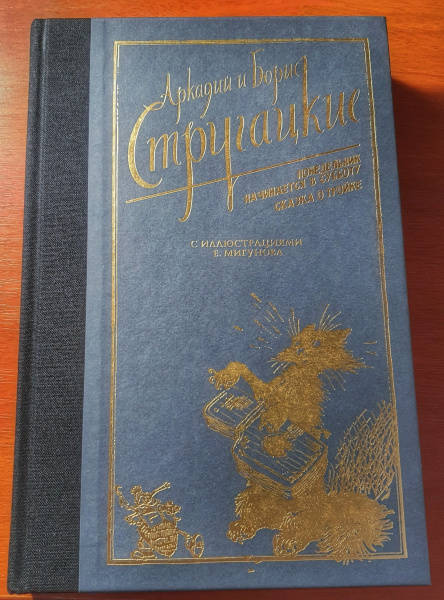 Аркадий и Борис
Стругацкие
ПОНЕДЕЛЬНИК
НАЧИНАЕТСЯ В СУББОТУ
СКАЗКА О ТРОЙКЕ
С ИЛЛЮСТРАЦИЯМИ
Е. МИГУНОВА